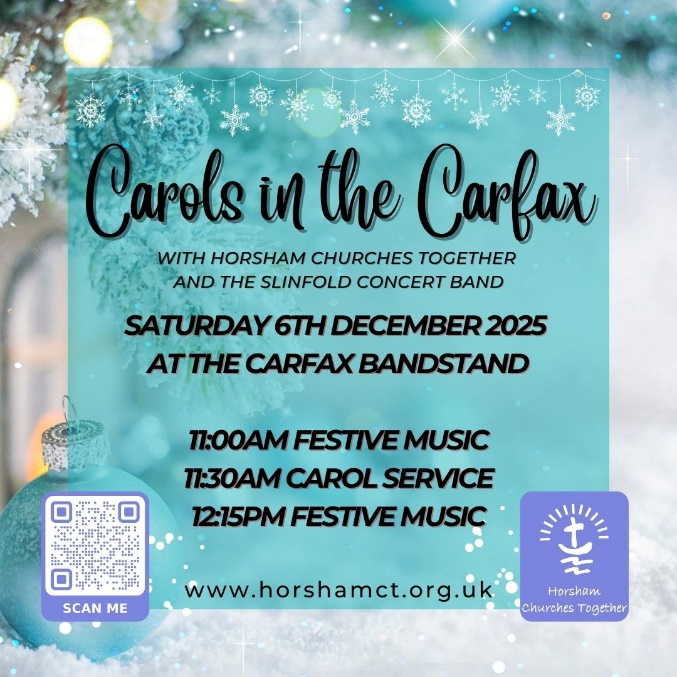 Carols in the Carfax
WITH HORSHAM CHURCHES TOGETHER
AND THE SLINFOLD CONCERT BAND
SATURDAY 6TH DECEMBER 2025
AT THE CARFAX BANDSTAND
11:00AM FESTIVE MUSIC
11:30AM CAROL SERVICE
12:15PM FESTIVE MUSIC
www.horshamct.org.uk
SCAN ME
Horsham
Churches Together